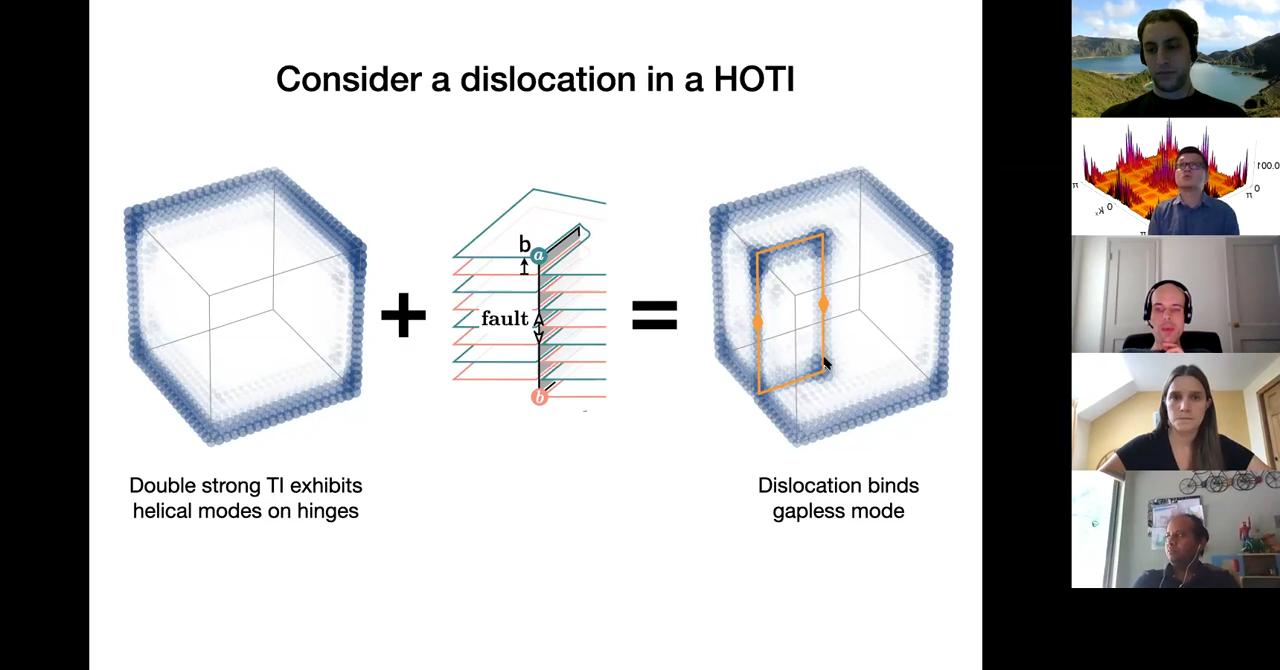 Consider a dislocation in a HOTI
b
a
fault
b
Double strong TI exhibits
helical modes on hinges
Dislocation binds
gapless mode